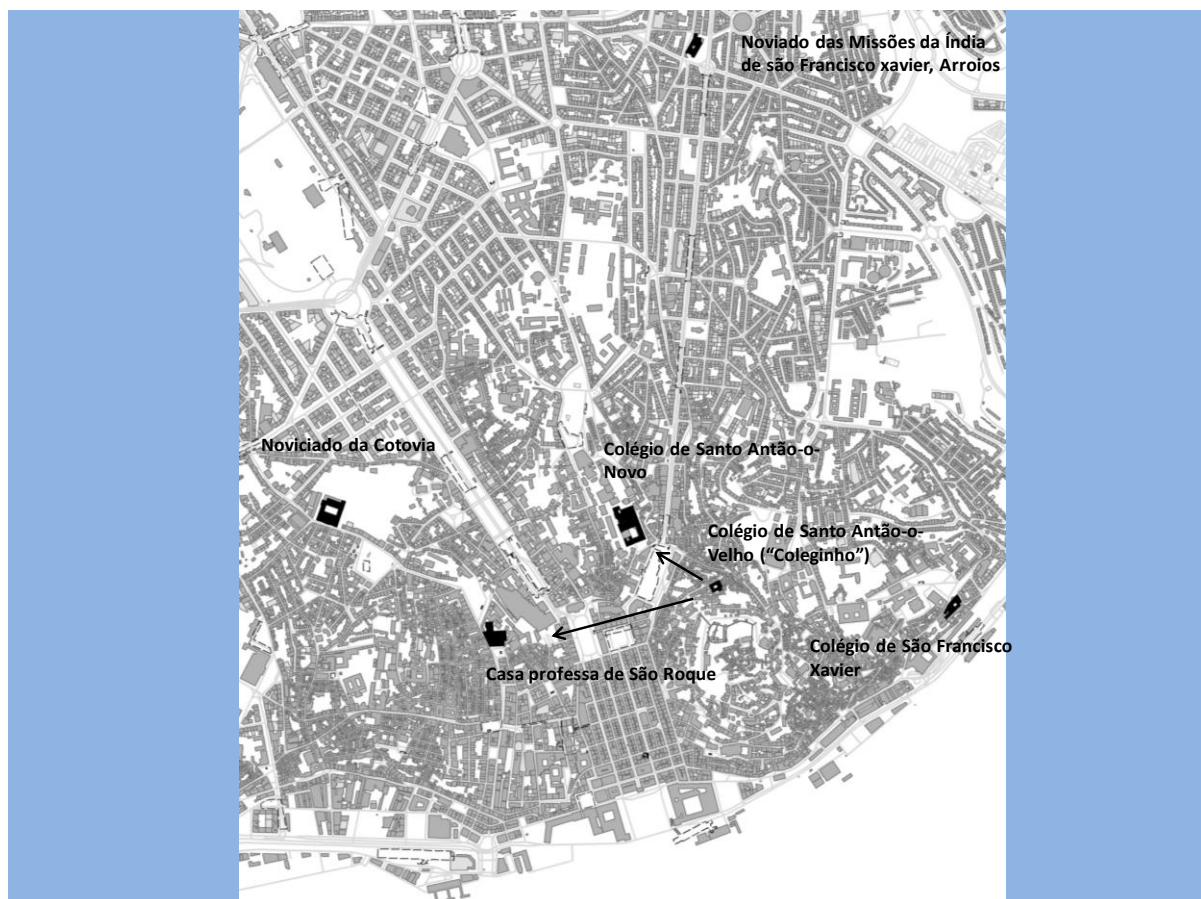 Noviado das Missões da Índia
de são Francisco xavier, Arroios
Noviciado da Cotovia
Colégio de Santo Antão-o-
Novo
Colégio de Santo Antão-o-
Velho (“Coleginho”)
Colégio de São Francisco
Xavier
Casa professa de São Roque